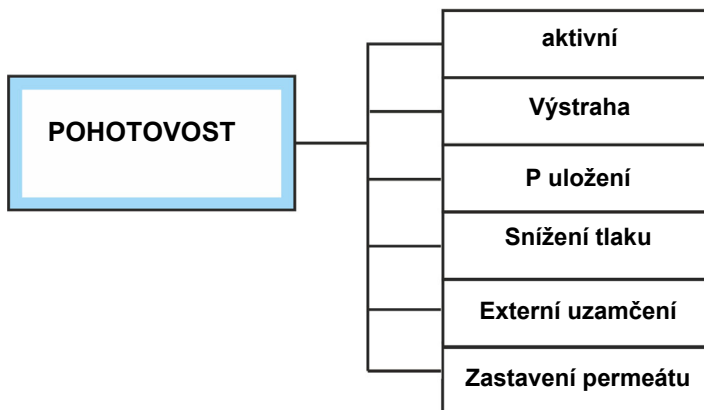 POHOTOVOST
aktivní
Výstraha
P uložení
Snížení tlaku
Externí uzamčení
Zastavení permeátu